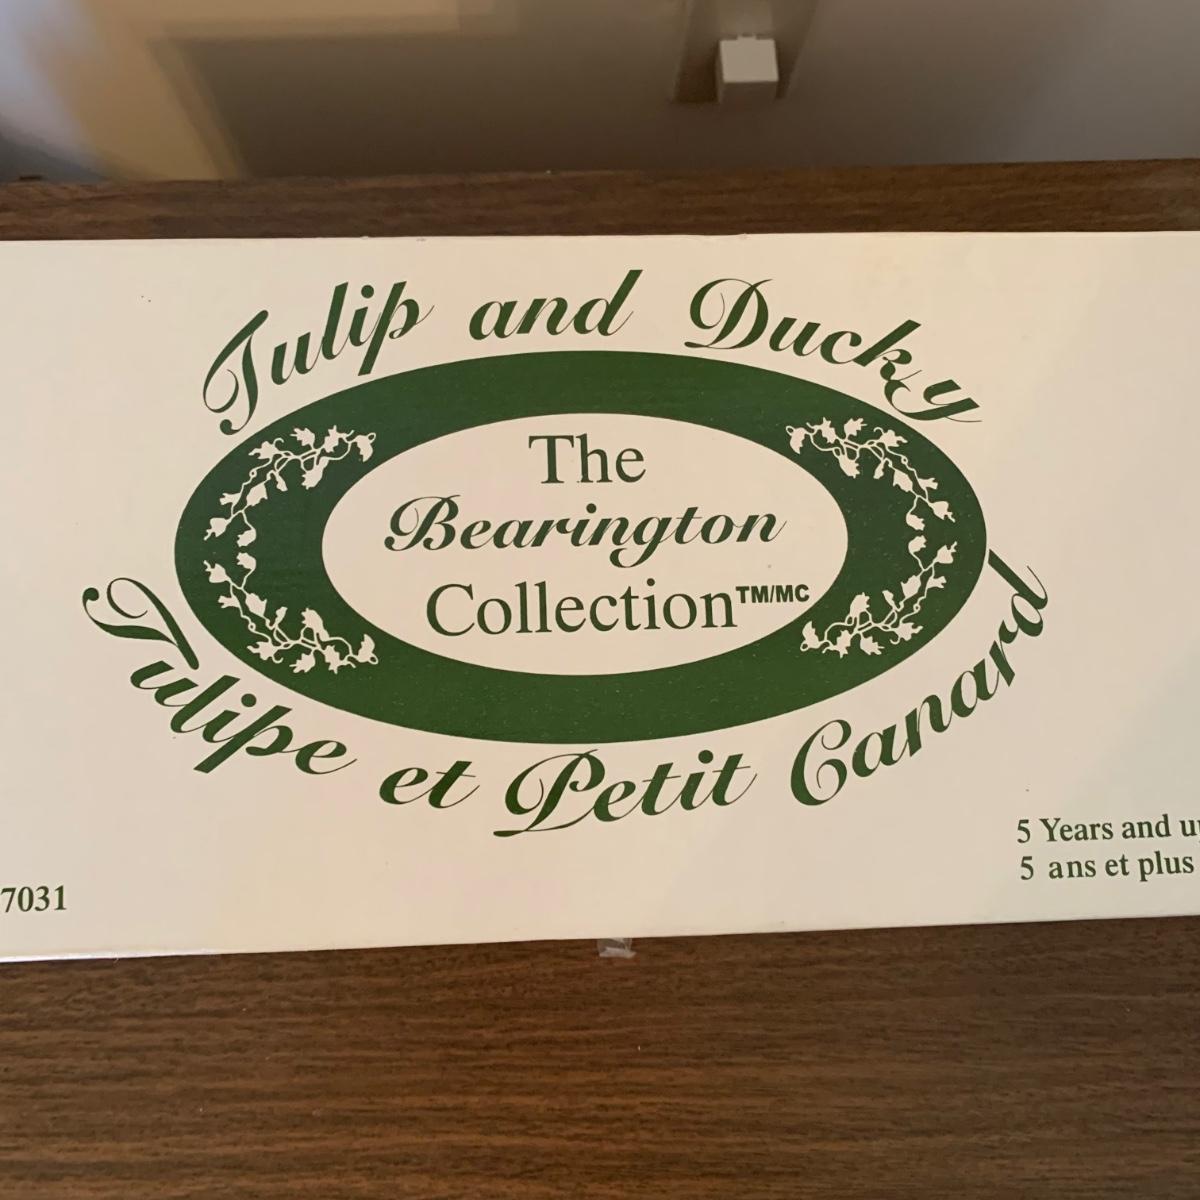 Tulip and Ducky
The
Bearington
Collection™/MC
Tulipe et Petit Canard
5 Years and
5 ans et plus
7031